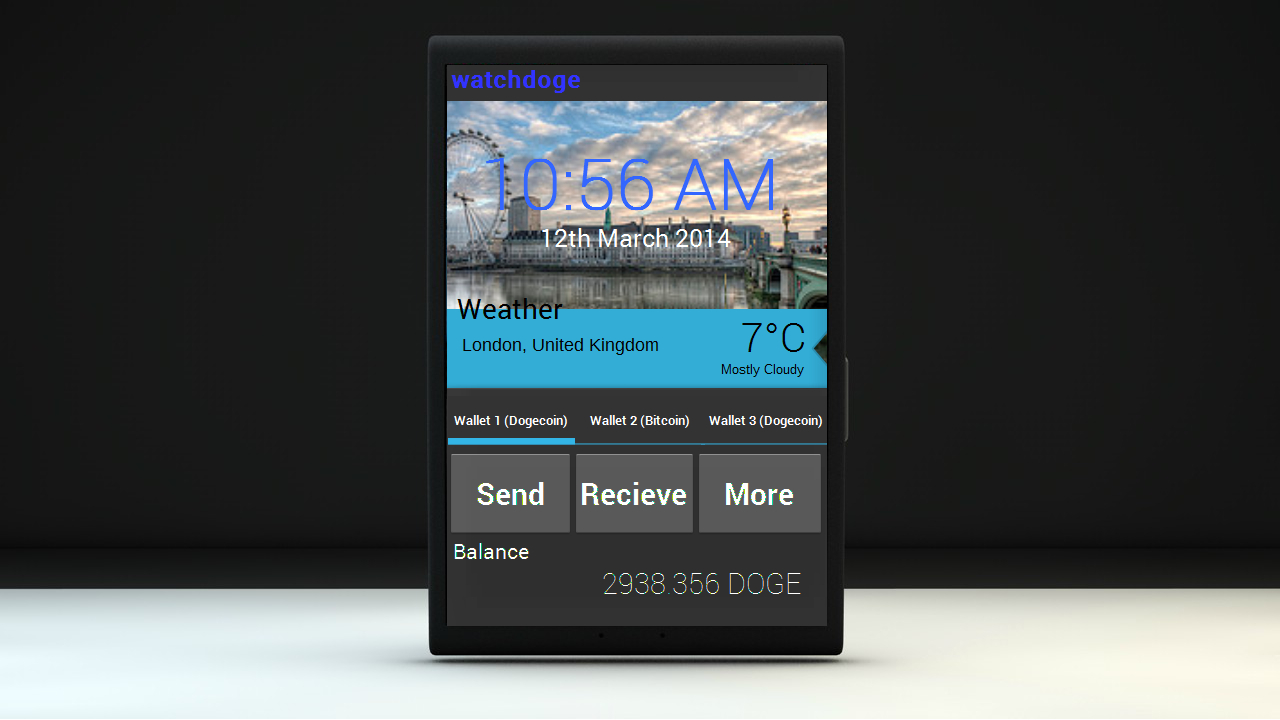 watchdoge
10:56 AM
12th March 2014
Weather
London, United Kingdom
7°C
Mostly Cloudy
Wallet 1 (Dogecoin)
Wallet 2 (Bitcoin)
Wallet 3 (Dogecoin)
Send
Recieve
More
Balance
2938.356 DOGE